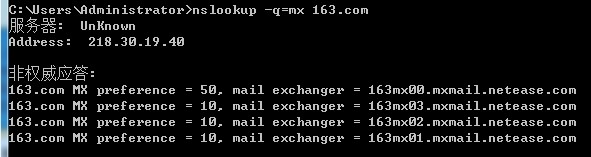 C:\Users\Administrator>nslookup -q=mx 163.com
服务器:  UnKnown
Address:  218.30.19.40
非权威应答:
163.com MX preference = 50, mail exchanger = 163mx00.mxmail.netease.com
163.com MX preference = 10, mail exchanger = 163mx03.mxmail.netease.com
163.com MX preference = 10, mail exchanger = 163mx02.mxmail.netease.com
163.com MX preference = 10, mail exchanger = 163mx01.mxmail.netease.com